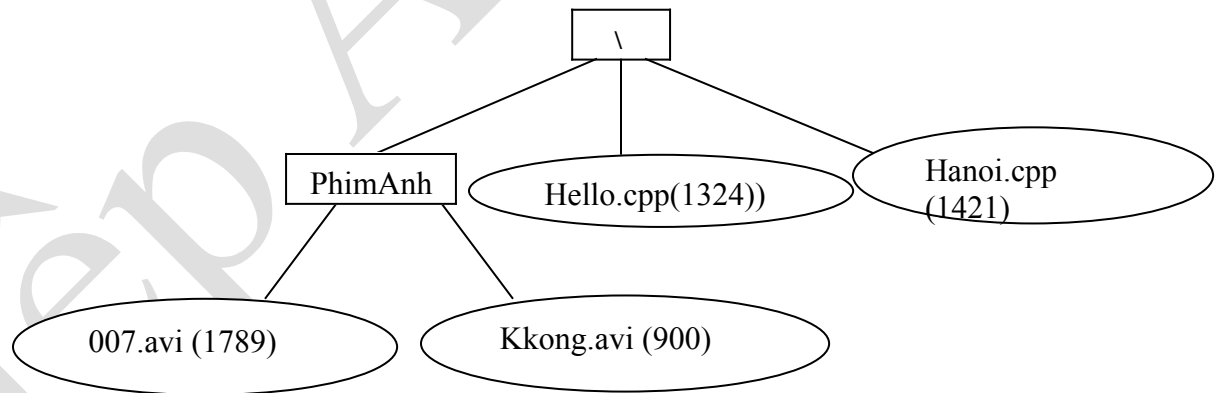 \
PhimAnh
Hello.cpp(1324))
Hanoi.cpp
(1421)
007.avi (1789)
Kkong.avi (900)